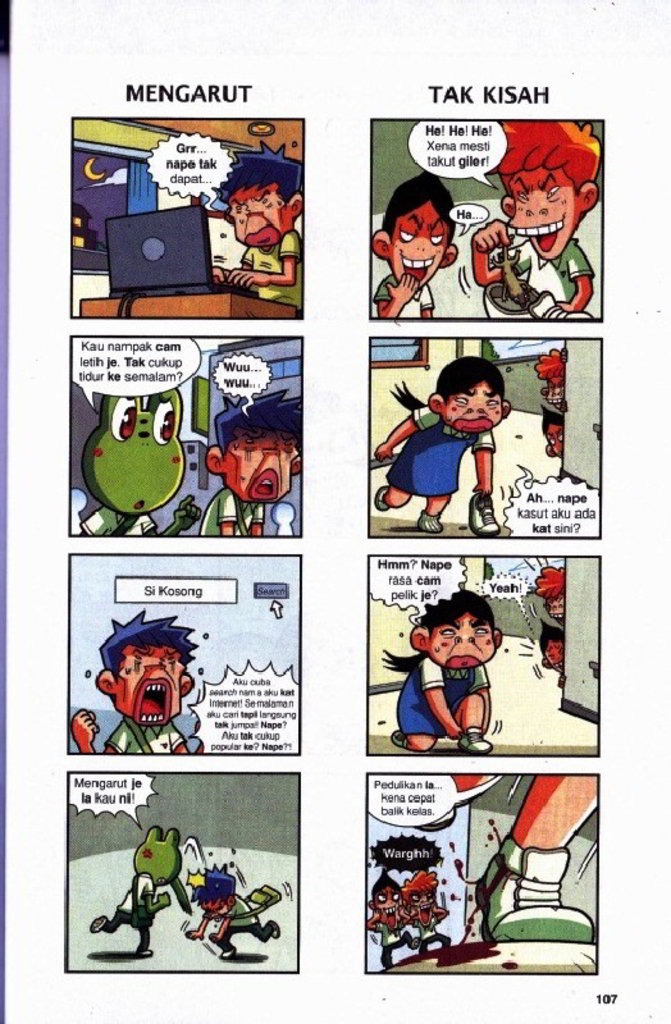 MENGARUT
Grr...
nape tak
dapat...
Kau nampak cam
letih je. Tak cukup
tidur ke semalam?
Wuu...
wuu...
Si Kosong
Search
Aku cuba
search nama aku kat
Internet! Semalaman
aku cari tapi langsung
tak jumpa!! Nape?
Aku tak cukup
popular ke? Nape?!
Mengarut je
la kau ni!
TAK KISAH
He! He! He!
Xena mesti
takut giler!
Ha...
Ah... nape
kasut aku ada
kat sini?
Hmm? Nape
rasa cam
pelik je?
Yeah!
Pedulikan la...
kena cepat
balik kelas.
Warghh!
107